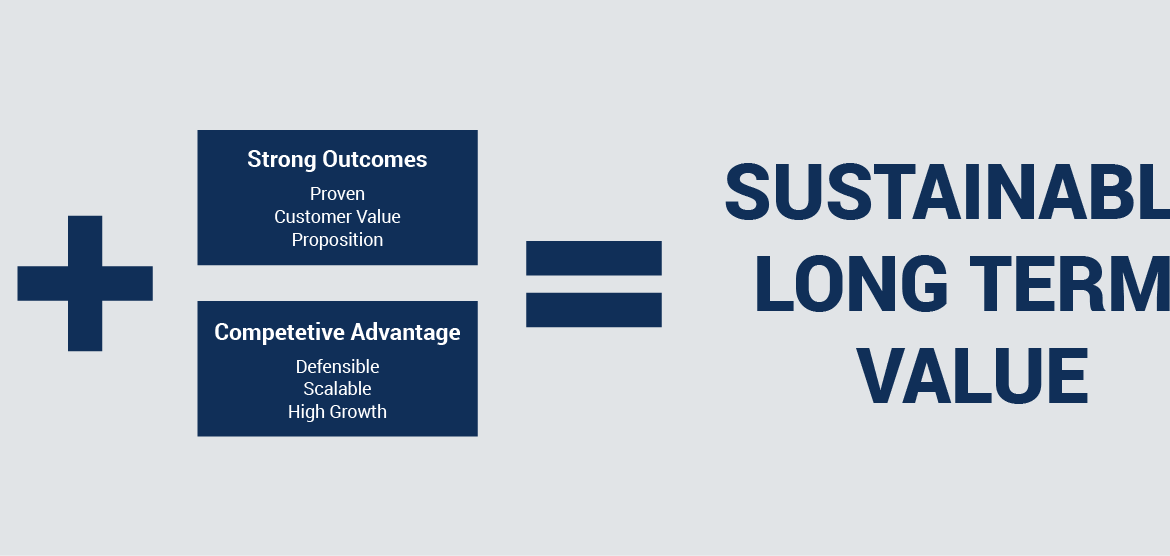 Strong Outcomes
Proven
Customer Value
Proposition
Competetive Advantage
Defensible
Scalable
High Growth
SUSTAINABL
LONG TERM
VALUE